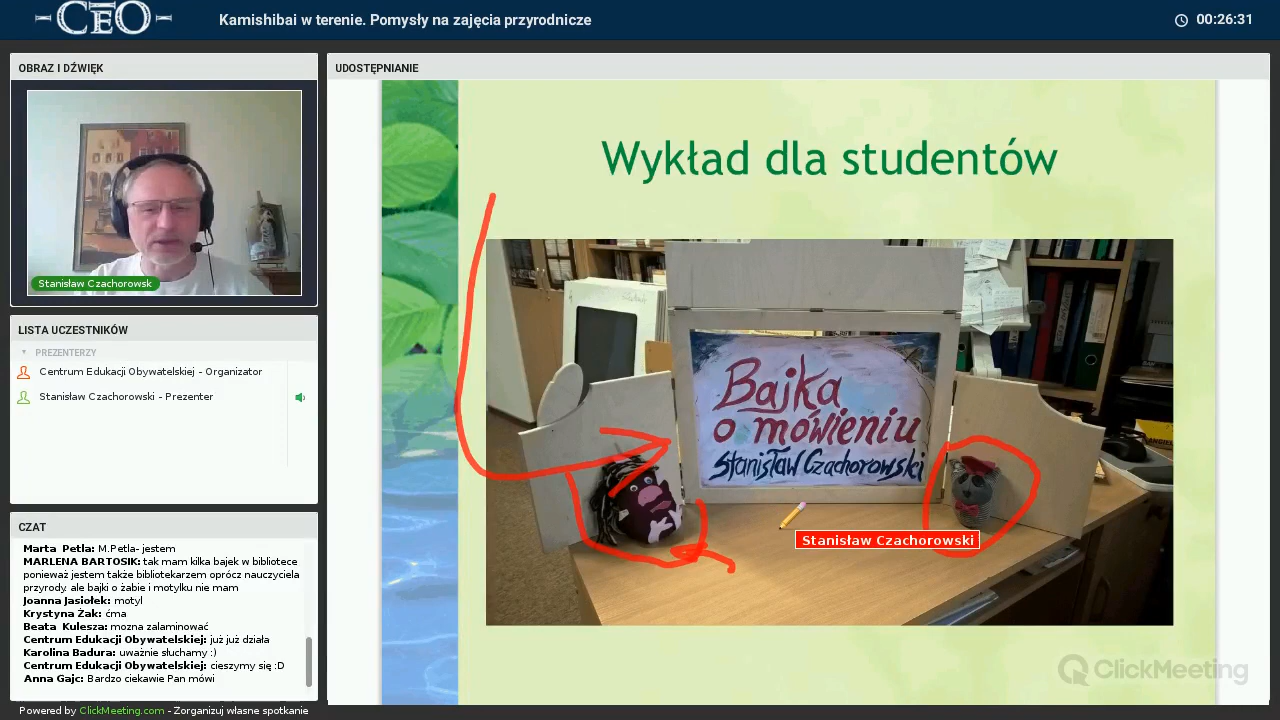 CEO
Kamishibai w terenie. Pomysły na zajęcia przyrodnicze
00:26:31
OBRAZ I DŹWIĘK
Stanisław Czachorowsk
LISTA UCZESTNIKÓW
PREZENTERZY
Centrum Edukacji Obywatelskiej - Organizator
Stanisław Czachorowski - Prezenter
CZAT
Marta Petla: M.Petla- jestem
MARLENA BARTOSIK: tak mam kilka bajek w bibliotece
ponieważ jestem także bibliotekarzem oprócz nauczyciela
przyrody. ale bajki o żabie i motylku nie mam
Joanna Jasiołek: motyl
Krystyna Żak: ćma
Beata Kulesza: mozna zalaminować
Centrum Edukacji Obywatelskiej: już już działa
Karolina Badura: uważnie słuchamy :)
Centrum Edukacji Obywatelskiej: cieszymy się :D
Anna Gajc: Bardzo ciekawie Pan mówi
Powered by ClickMeeting.com - Zorganizuj własne spotkanie
UDOSTĘPNIANIE
Wykład dla studentów
Bajka
o mówieniu
Stanisław Czachorowski
Stanisław Czachorowski
ClickMeeting